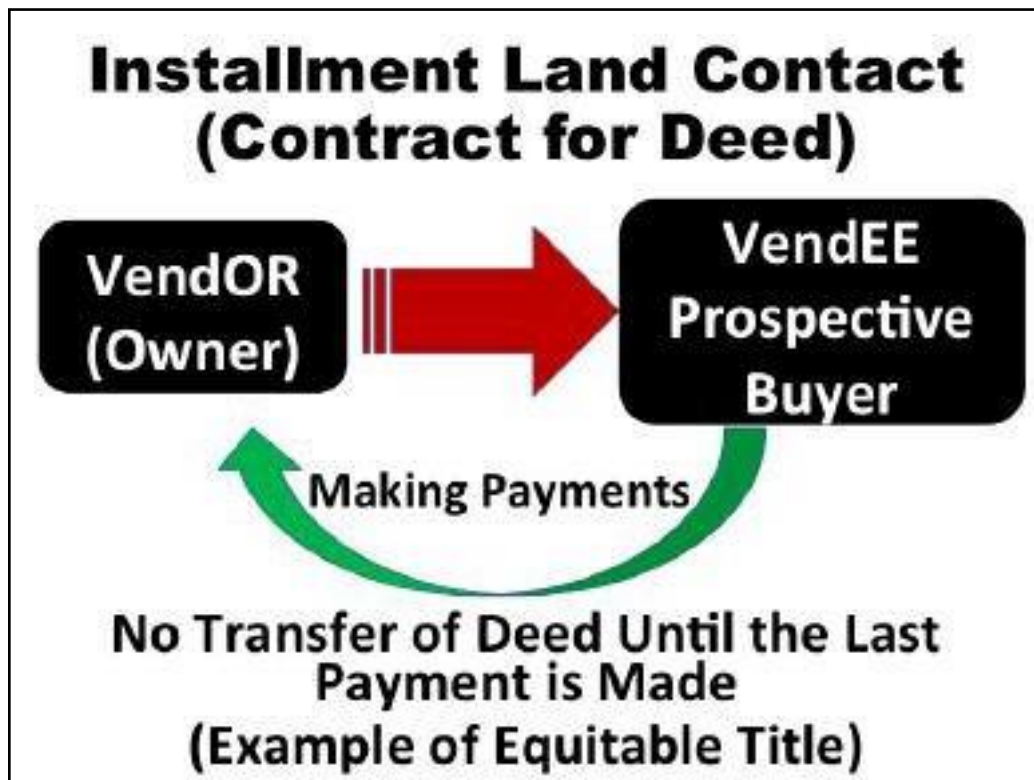 Installment Land Contact
(Contract for Deed)
VendOR
(Owner)
VendEE
Prospective
Buyer
Making Payments
No Transfer of Deed Until the Last
Payment is Made
(Example of Equitable Title)